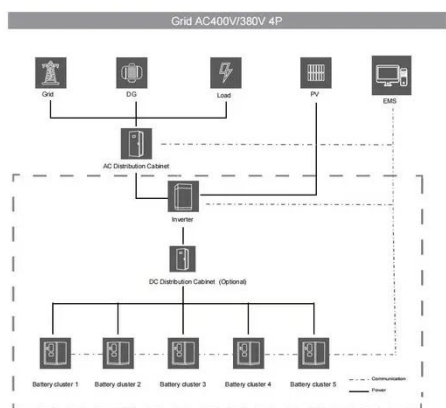 Grid AC400V/380V 4P
Grid
DG
Load
PV
EMS
AC Distribution Cabinet
Inverter
DC Distribution Cabinet (Optional)
Battery cluster 1
Battery cluster 2
Battery cluster 3
Battery cluster 4
Battery cluster 5
Communication
Power